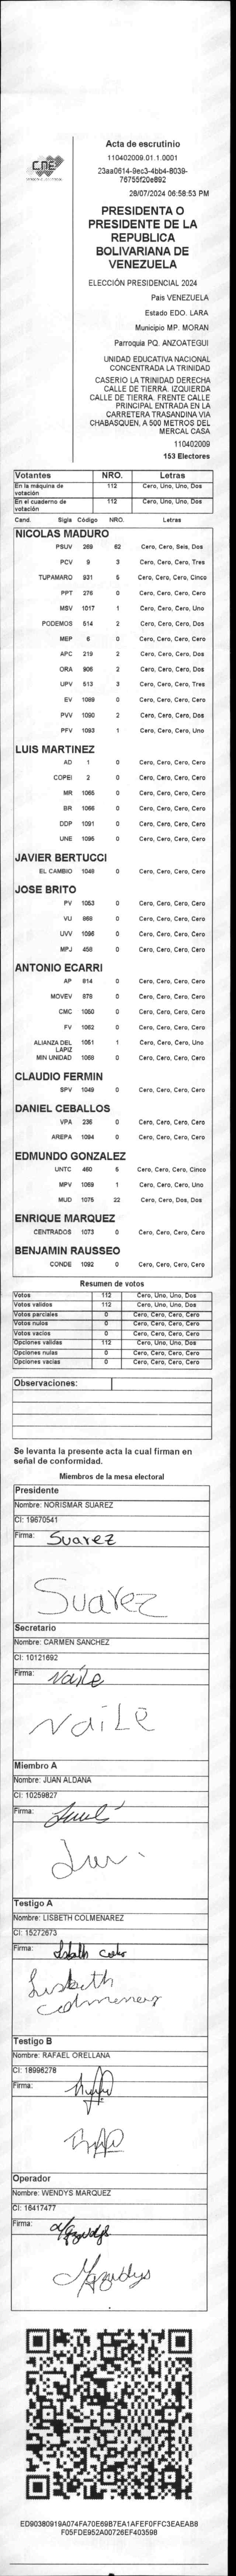 CNE
Acta de escrutinio
110402009.01.1.0001
23aa0614-9ec3-4bb4-8039-
76755f20e892
28/07/2024 06:58:53 PM
PRESIDENTA O
PRESIDENTE DE LA
REPUBLICA
BOLIVARIANA DE
VENEZUELA
ELECCIÓN PRESIDENCIAL 2024
Pais VENEZUELA
Estado EDO. LARA
Municipio MP. MORAN
Parroquia PQ. ANZOATEGUI
UNIDAD EDUCATIVA NACIONAL
CONCENTRADA LA TRINIDAD
CASERIO LA TRINIDAD DERECHA
CALLE DE TIERRA. IZQUIERDA
CALLE DE TIERRA. FRENTE CALLE
PRINCIPAL ENTRADA EN LA
CARRETERA TRASANDINA VIA
CHABASQUEN, A 500 METROS DEL
MERCAL CASA
110402009
153 Electores
Votantes NRO. Letras
En la máquina de votación 112 Cero, Uno, Uno, Dos
En el cuaderno de votación 112 Cero, Uno, Uno, Dos
Cand. Sigla Código NRO. Letras
NICOLAS MADURO
PSUV 269 62 Cero, Cero, Seis, Dos
PCV 9 3 Cero, Cero, Cero, Tres
TUPAMARO 931 5 Cero, Cero, Cero, Cinco
PPT 276 0 Cero, Cero, Cero, Cero
MSV 1017 1 Cero, Cero, Cero, Uno
PODEMOS 514 2 Cero, Cero, Cero, Dos
MEP 6 0 Cero, Cero, Cero, Cero
APC 219 2 Cero, Cero, Cero, Dos
ORA 906 2 Cero, Cero, Cero, Dos
UPV 513 3 Cero, Cero, Cero, Tres
EV 1089 0 Cero, Cero, Cero, Cero
PVV 1090 2 Cero, Cero, Cero, Dos
PFV 1093 1 Cero, Cero, Cero, Uno
LUIS MARTINEZ
AD 1 0 Cero, Cero, Cero, Cero
COPEI 2 0 Cero, Cero, Cero, Cero
MR 1065 0 Cero, Cero, Cero, Cero
BR 1066 0 Cero, Cero, Cero, Cero
DDP 1091 0 Cero, Cero, Cero, Cero
UNE 1095 0 Cero, Cero, Cero, Cero
JAVIER BERTUCCI
EL CAMBIO 1048 0 Cero, Cero, Cero, Cero
JOSE BRITO
PV 1053 0 Cero, Cero, Cero, Cero
VU 868 0 Cero, Cero, Cero, Cero
UVV 1096 0 Cero, Cero, Cero, Cero
MPJ 458 0 Cero, Cero, Cero, Cero
ANTONIO ECARRI
AP 814 0 Cero, Cero, Cero, Cero
MOVEV 878 0 Cero, Cero, Cero, Cero
CMC 1050 0 Cero, Cero, Cero, Cero
FV 1082 0 Cero, Cero, Cero, Cero
ALIANZA DEL LAPIZ 1051 1 Cero, Cero, Cero, Uno
MIN UNIDAD 1068 0 Cero, Cero, Cero, Cero
CLAUDIO FERMIN
SPV 1049 0 Cero, Cero, Cero, Cero
DANIEL CEBALLOS
VPA 236 0 Cero, Cero, Cero, Cero
AREPA 1094 0 Cero, Cero, Cero, Cero
EDMUNDO GONZALEZ
UNTC 460 5 Cero, Cero, Cero, Cinco
MPV 1069 1 Cero, Cero, Cero, Uno
MUD 1075 22 Cero, Cero, Dos, Dos
ENRIQUE MARQUEZ
CENTRADOS 1073 0 Cero, Cero, Cero, Cero
BENJAMIN RAUSSEO
CONDE 1092 0 Cero, Cero, Cero, Cero
Resumen de votos
Votos 112 Cero, Uno, Uno, Dos
Votos validos 112 Cero, Uno, Uno, Dos
Votos parciales 0 Cero, Cero, Cero, Cero
Votos nulos 0 Cero, Cero, Cero, Cero
Votos vacios 0 Cero, Cero, Cero, Cero
Opciones validas 112 Cero, Uno, Uno, Dos
Opciones nulas 0 Cero, Cero, Cero, Cero
Opciones vacias 0 Cero, Cero, Cero, Cero
Observaciones:
Se levanta la presente acta la cual firman en
señal de conformidad.
Miembros de la mesa electoral
Presidente
Nombre: NORISMAR SUAREZ
CI: 19670541
Firma: Suarez
Suarez
Secretario
Nombre: CARMEN SANCHEZ
CI: 10121692
Firma: Naile
NaiLe
Miembro A
Nombre: JUAN ALDANA
CI: 10259827
Firma:
Testigo A
Nombre: LISBETH COLMENAREZ
CI: 15272673
Firma:
Lisbeth
colmenarez
Testigo B
Nombre: RAFAEL ORELLANA
CI: 18996278
Firma:
Operador
Nombre: WENDYS MARQUEZ
CI: 16417477
Firma:
ED90380919A074FA70E69B7EA1AFEF0FFC3EAEAB8
F05FDE952A00726EF403598